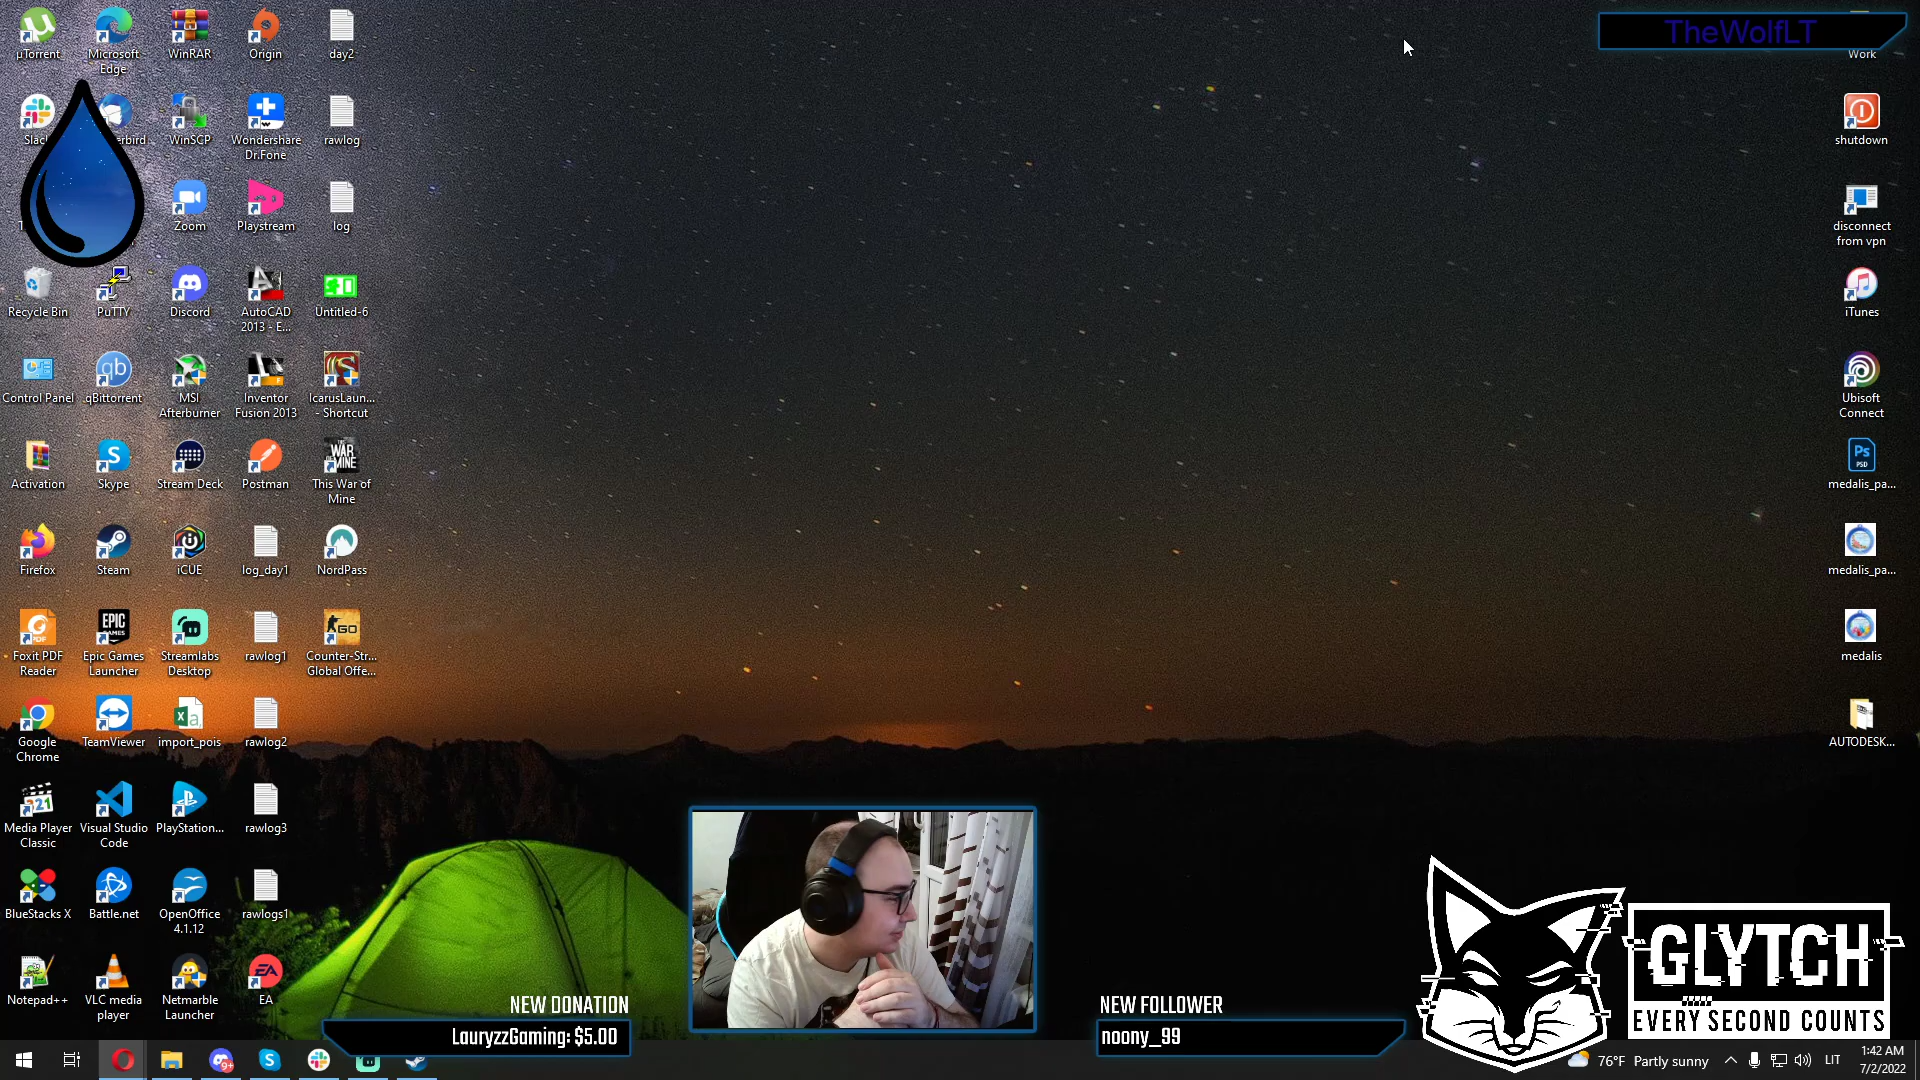 µTorrent
Microsoft
Edge
WinRAR
Origin
day2
TheWolfLT
Work
WinSCP
Wondershare
Dr.Fone
rawlog
shutdown
Zoom
Playstream
log
disconnect
from vpn
Recycle Bin
PuTTY
Discord
AutoCAD
2013 - E...
Untitled-6
iTunes
Control Panel
qBittorrent
MSI
Afterburner
Inventor
Fusion 2013
IcarusLaun...
- Shortcut
Ubisoft
Connect
Activation
Skype
Stream Deck
Postman
This War of
Mine
Ps
PSD
medalis_pa...
Firefox
Steam
iCUE
log_day1
NordPass
medalis_pa...
Foxit PDF
Reader
Epic Games
Launcher
Streamlabs
Desktop
rawlog1
Counter-Str...
Global Offe...
medalis
Google
Chrome
TeamViewer
import_pois
rawlog2
AUTODESK...
Media Player
Classic
Visual Studio
Code
PlayStation...
rawlog3
BlueStacks X
Battle.net
OpenOffice
4.1.12
rawlogs1
Notepad++
VLC media
player
Netmarble
Launcher
EA
NEW DONATION
LauryzzGaming: $5.00
NEW FOLLOWER
noony_99
GLYTCH
EVERY SECOND COUNTS
76°F Partly sunny
LIT
1:42 AM
7/2/2022